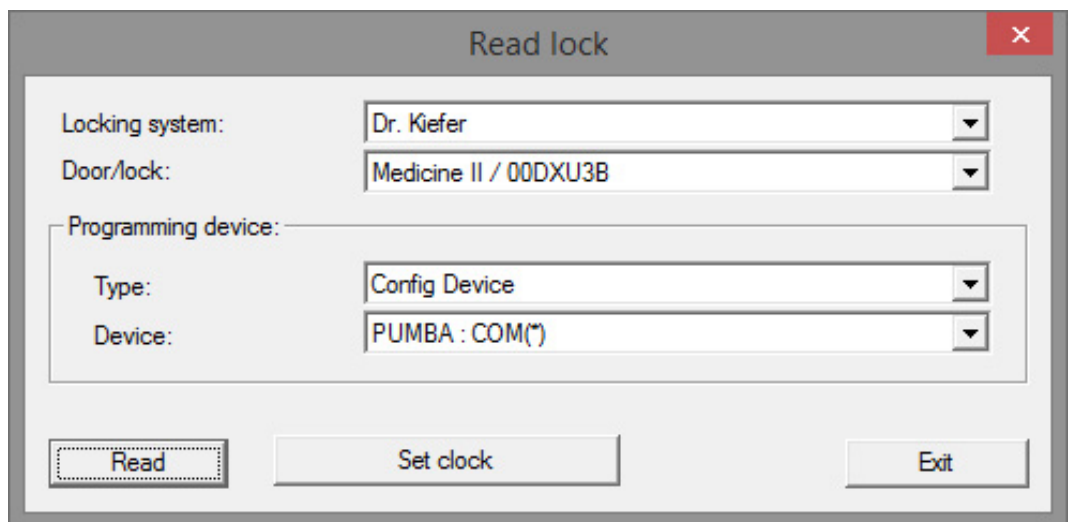 Read lock
Locking system: Dr. Kiefer
Door/lock: Medicine II / 00DXU3B
Programming device:
Type: Config Device
Device: PUMBA : COM(*)
Read Set clock Exit